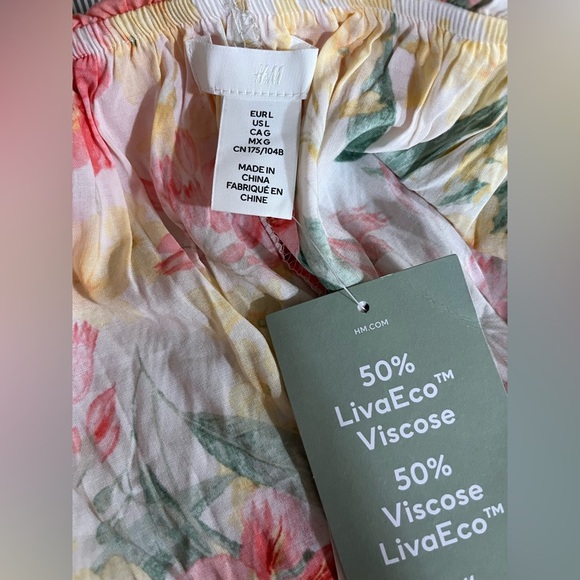 H&M
EUR L
US L
CA G
MX G
CN 175/104B
MADE IN
CHINA
FABRIQUÉ EN
CHINE
HM.COM
50%
LivaEco™
Viscose
50%
Viscose
LivaEco™